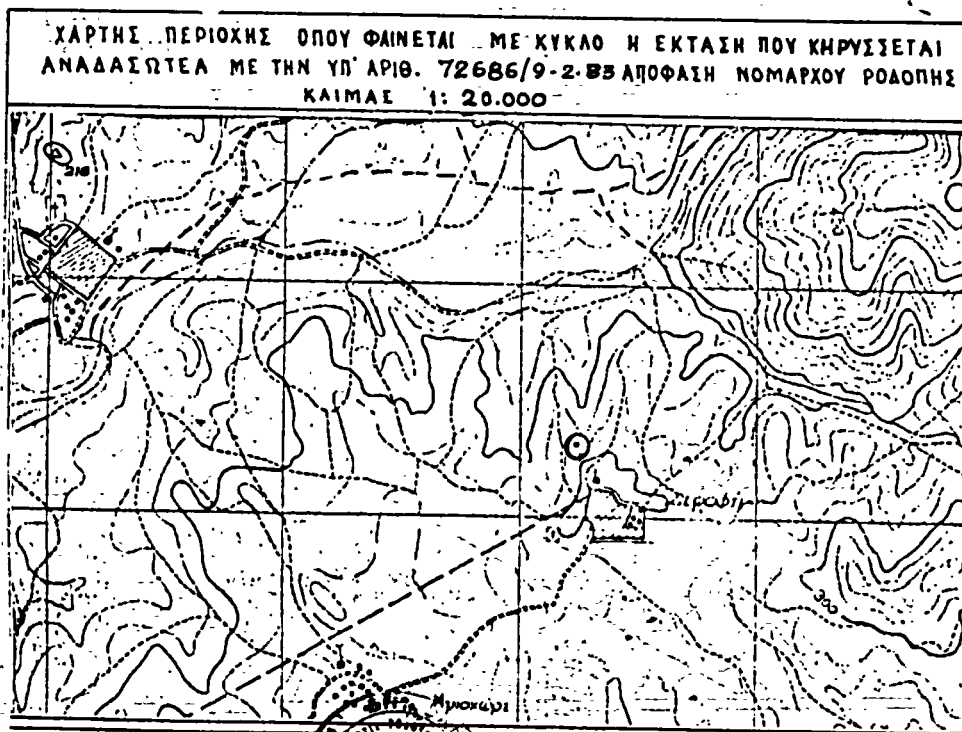 ΧΑΡΤΗΣ ΠΕΡΙΟΧΗΣ ΟΠΟΥ ΦΑΙΝΕΤΑΙ ΜΕ ΚΥΚΛΟ Η ΕΚΤΑΣΗ ΠΟΥ ΚΗΡΥΣΣΕΤΑΙ
ΑΝΑΔΑΣΩΤΕΑ ΜΕ ΤΗΝ ΥΠ' ΑΡΙΘ. 72686/9-2-83 ΑΠΟΦΑΣΗ ΝΟΜΑΡΧΟΥ ΡΟΔΟΠΗΣ
ΚΛΙΜΑΞ 1: 20.000
300